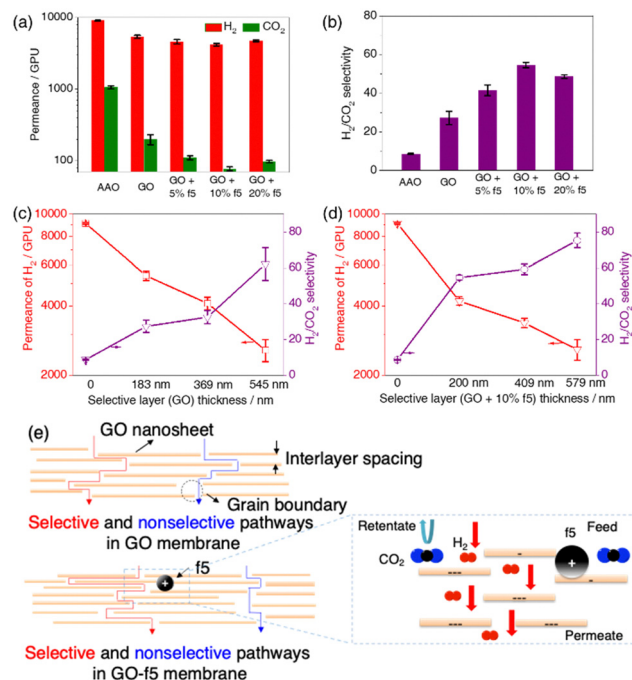 (a)
H2
CO2
Permeance / GPU
10000
1000
100
AAO
GO
GO +
5% f5
GO +
10% f5
GO +
20% f5
(b)
H2/CO2 selectivity
80
60
40
20
0
AAO
GO
GO +
5% f5
GO +
10% f5
GO +
20% f5
(c)
Permeance of H2 / GPU
10000
8000
6000
4000
2000
H2/CO2 selectivity
80
60
40
20
0
0
183 nm
369 nm
545 nm
Selective layer (GO) thickness / nm
(d)
Permeance of H2 / GPU
10000
8000
6000
4000
2000
H2/CO2 selectivity
80
60
40
20
0
0
200 nm
409 nm
579 nm
Selective layer (GO + 10% f5) thickness / nm
(e)
GO nanosheet
Interlayer spacing
Grain boundary
Selective and nonselective pathways
in GO membrane
f5
+
Selective and nonselective pathways
in GO-f5 membrane
Retentate
H2
f5
Feed
CO2
+
-
---
-
---
---
---
Permeate